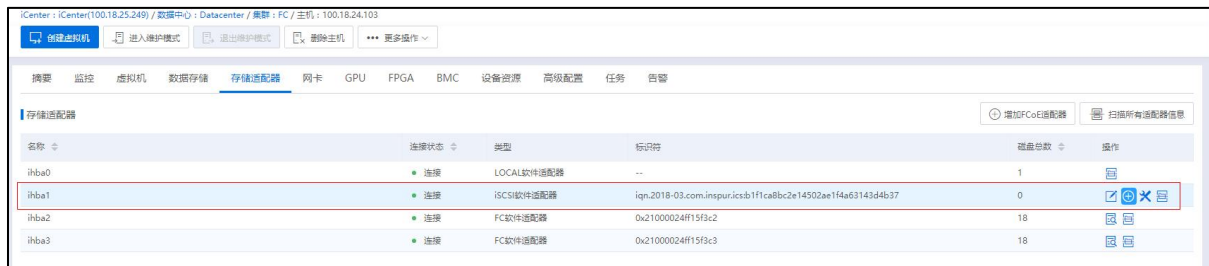 iCenter : iCenter(100.18.25.249) / 数据中心 : Datacenter / 集群 : FC / 主机 : 100.18.24.103
创建虚拟机 进入维护模式 退出维护模式 删除主机 ••• 更多操作
摘要 监控 虚拟机 数据存储 存储适配器 网卡 GPU FPGA BMC 设备资源 高级配置 任务 告警
存储适配器 增加FCoE适配器 扫描所有适配器信息
名称 连接状态 类型 标识符 磁盘总数 操作
ihba0 连接 LOCAL软件适配器 -- 1
ihba1 连接 iSCSI软件适配器 iqn.2018-03.com.inspur.ics:b1f1ca8bc2e14502ae1f4a63143d4b37 0
ihba2 连接 FC软件适配器 0x21000024ff15f3c2 18
ihba3 连接 FC软件适配器 0x21000024ff15f3c3 18